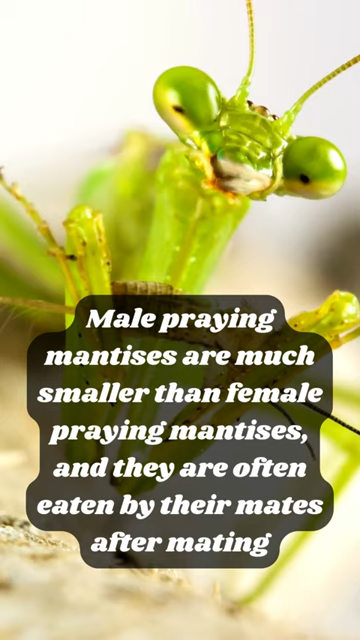 Male praying
mantises are much
smaller than female
praying mantises,
and they are often
eaten by their mates
after mating